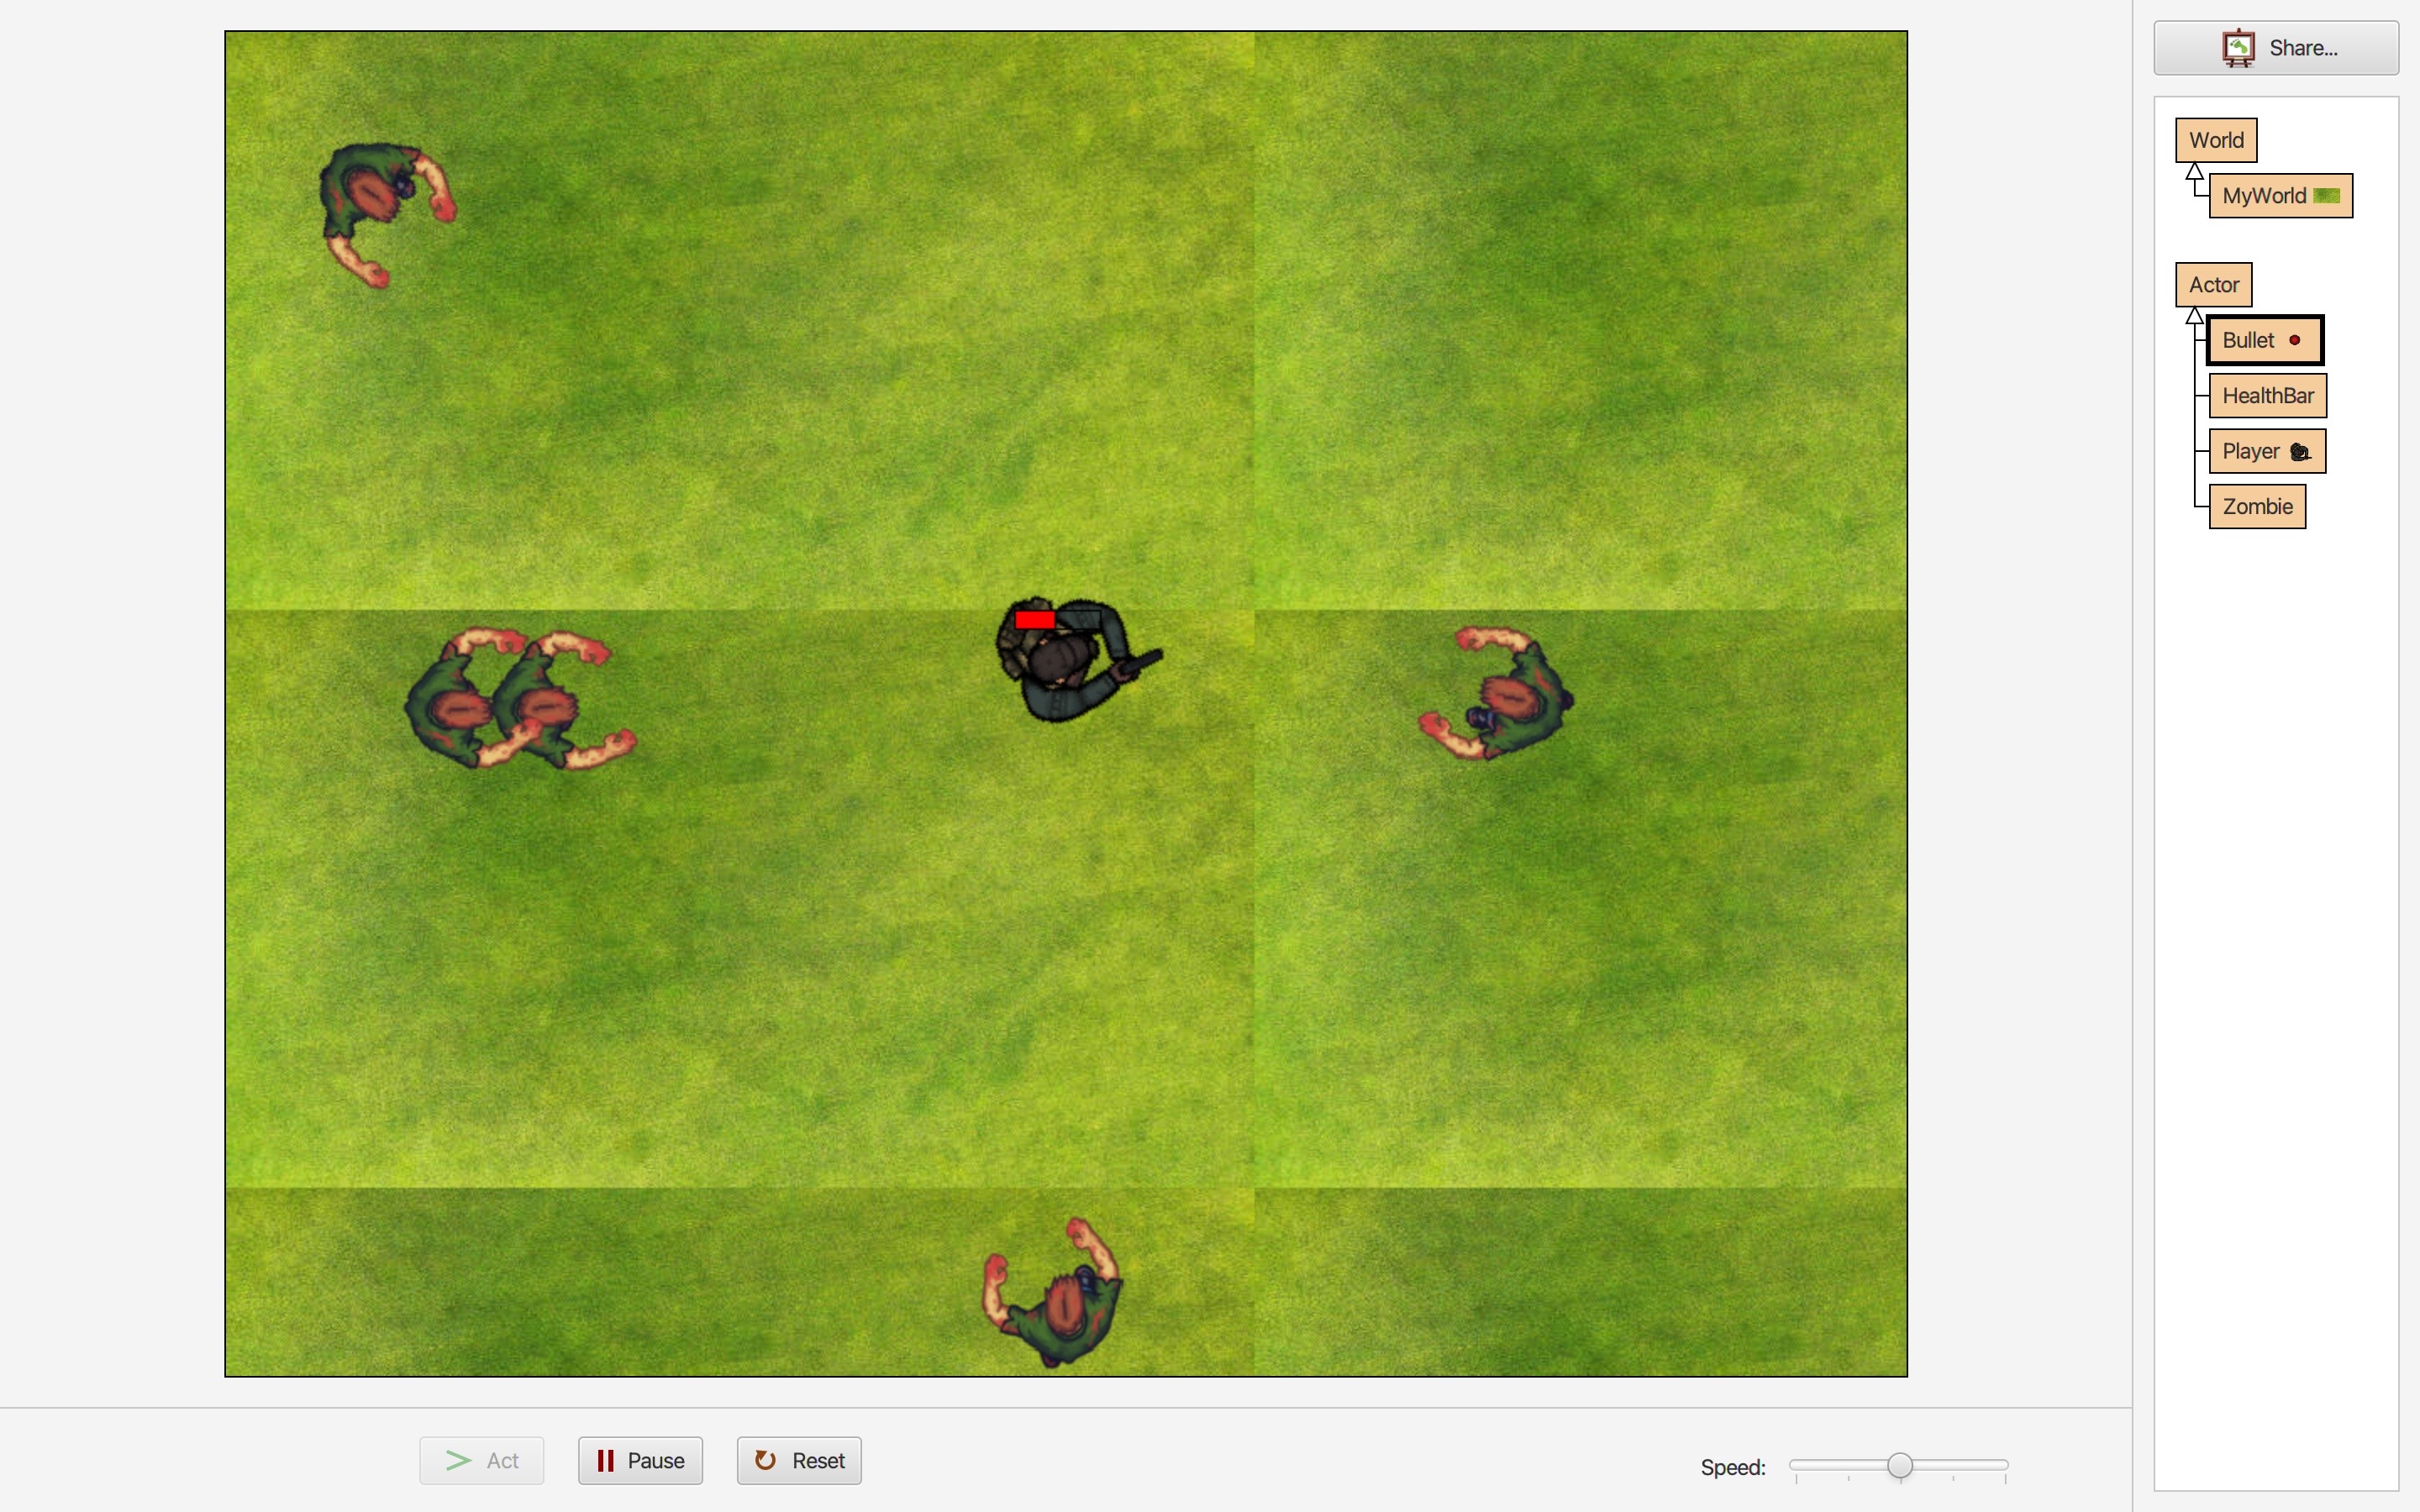 Share...
World
MyWorld
Actor
Bullet
HealthBar
Player
Zombie
Act
Pause
Reset
Speed: